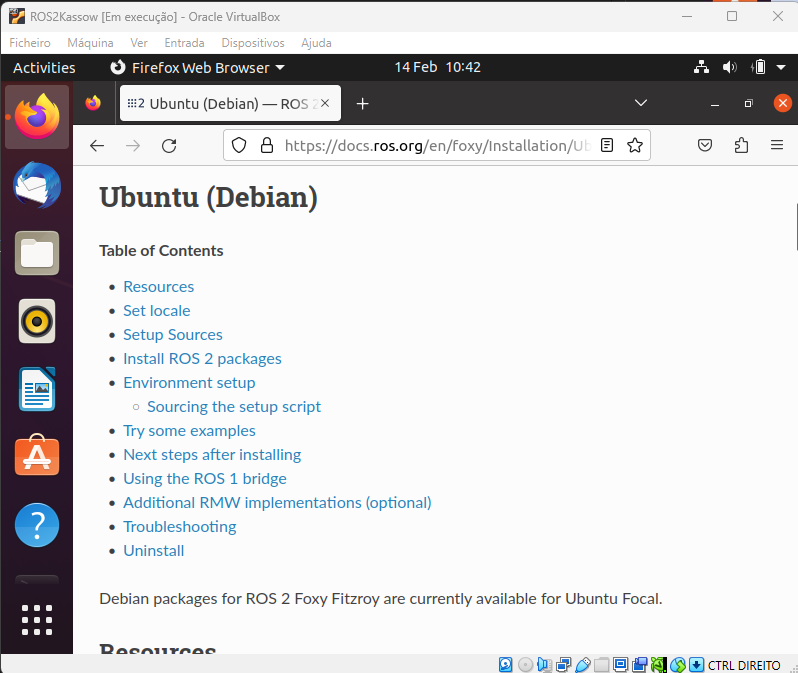 ROS2Kassow [Em execução] - Oracle VirtualBox
Ficheiro Máquina Ver Entrada Dispositivos Ajuda
Activities Firefox Web Browser 14 Feb 10:42
Ubuntu (Debian) — ROS 2
https://docs.ros.org/en/foxy/Installation/Ub
Ubuntu (Debian)
Table of Contents
Resources
Set locale
Setup Sources
Install ROS 2 packages
Environment setup
Sourcing the setup script
Try some examples
Next steps after installing
Using the ROS 1 bridge
Additional RMW implementations (optional)
Troubleshooting
Uninstall
Debian packages for ROS 2 Foxy Fitzroy are currently available for Ubuntu Focal.
Resources
CTRL DIREITO